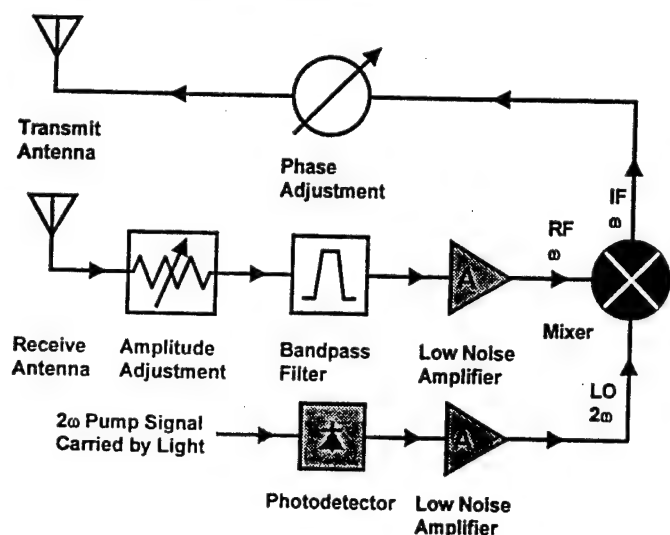 Transmit
Antenna
Phase
Adjustment
IF
ω
RF
ω
A
Mixer
Receive
Antenna
Amplitude
Adjustment
Bandpass
Filter
Low Noise
Amplifier
LO
2ω
2ω Pump Signal
Carried by Light
A
Photodetector
Low Noise
Amplifier